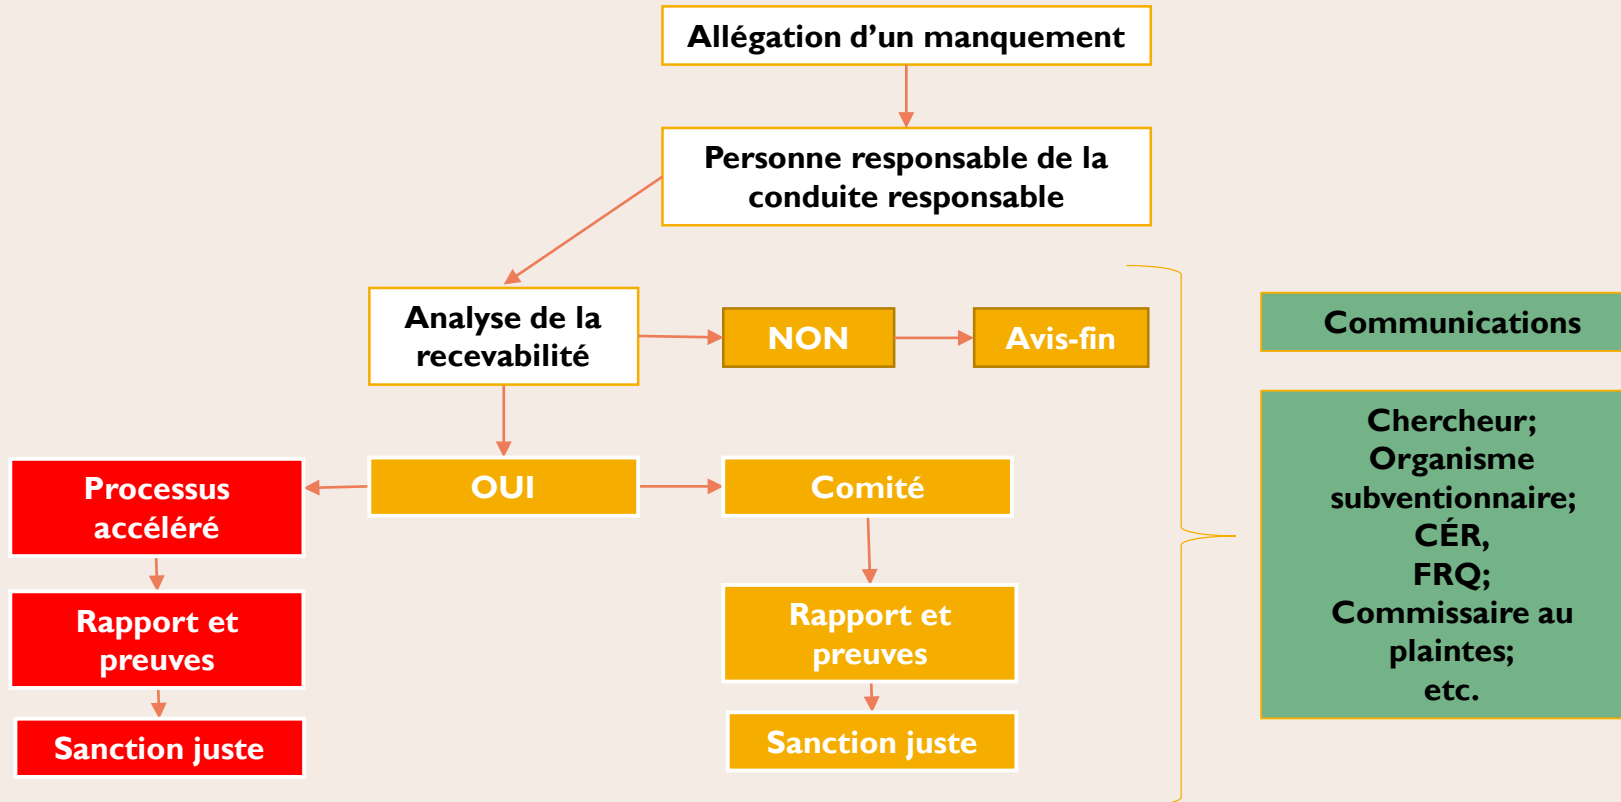 Allégation d’un manquement
Personne responsable de la
conduite responsable
Analyse de la
recevabilité
NON
Avis-fin
Communications
Chercheur;
Organisme
subventionnaire;
CÉR,
FRQ;
Commissaire au
plaintes;
etc.
Processus
accéléré
OUI
Comité
Rapport et
preuves
Rapport et
preuves
Sanction juste
Sanction juste